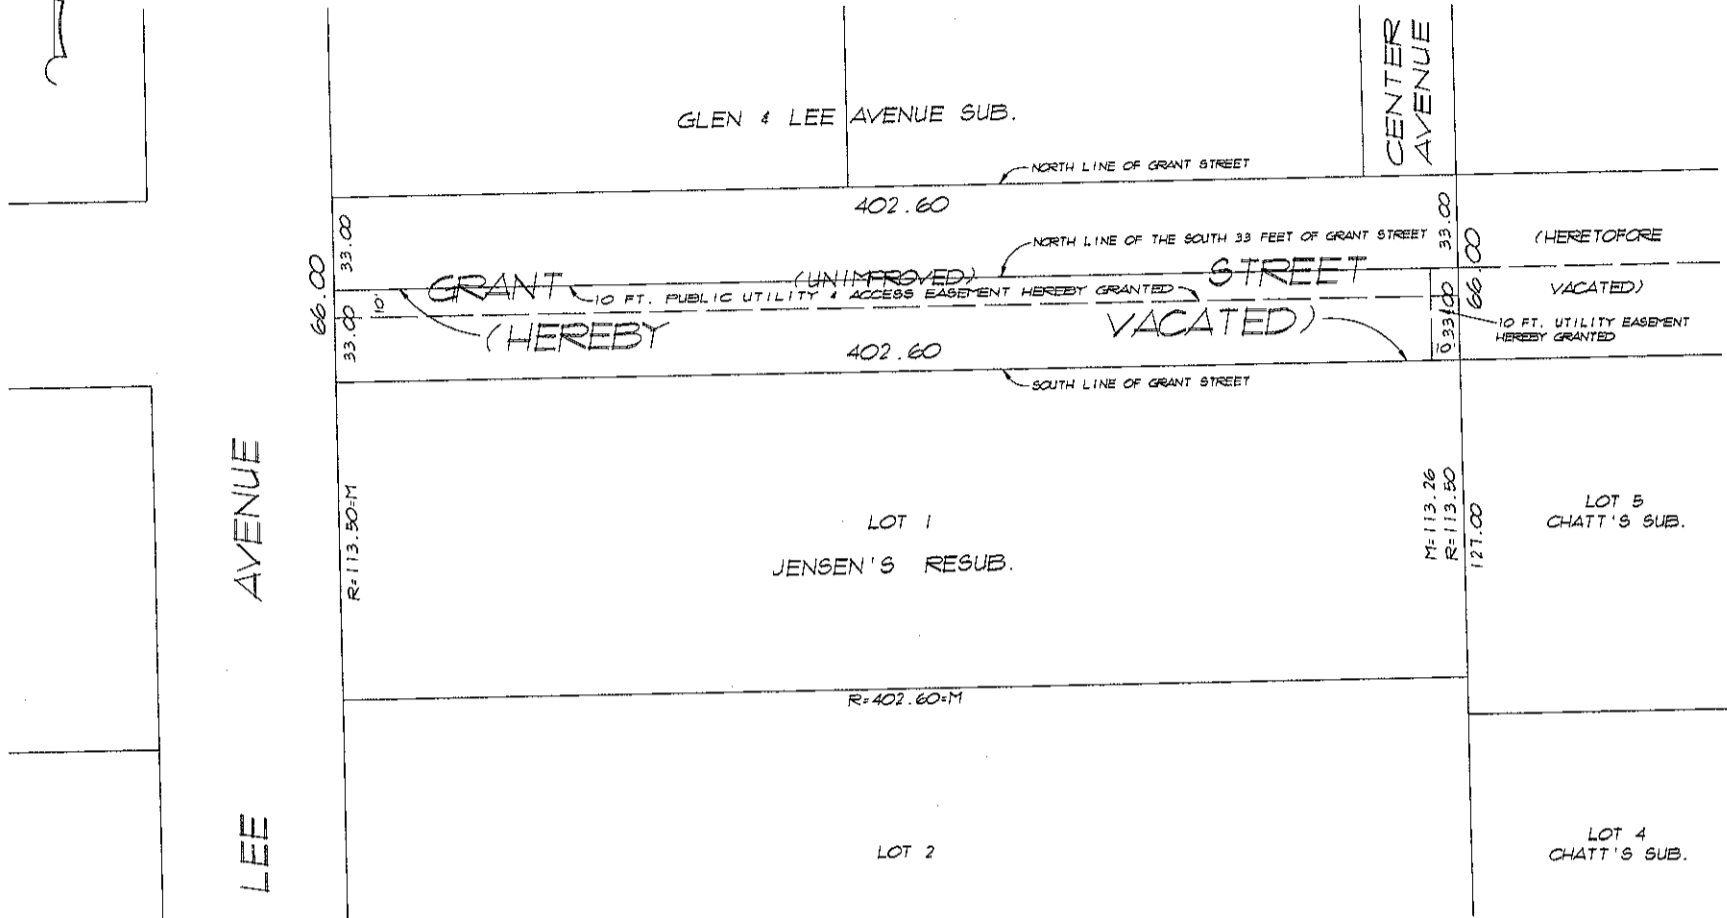 CENTER
AVENUE
GLEN & LEE AVENUE SUB.
NORTH LINE OF GRANT STREET
402.60
33.00
33.00
66.00
66.00
NORTH LINE OF THE SOUTH 33 FEET OF GRANT STREET
(HERETOFORE
VACATED)
GRANT (UNIMPROVED) STREET
10'
10 FT. PUBLIC UTILITY & ACCESS EASEMENT HEREBY GRANTED
(HEREBY VACATED)
33.00
33.00
10'
10 FT. UTILITY EASEMENT
HEREBY GRANTED
402.60
SOUTH LINE OF GRANT STREET
LEE AVENUE
R=113.50=M
LOT 1
JENSEN'S RESUB.
M=113.26
R=113.50
127.00
LOT 5
CHATT'S SUB.
R=402.60=M
LOT 2
LOT 4
CHATT'S SUB.